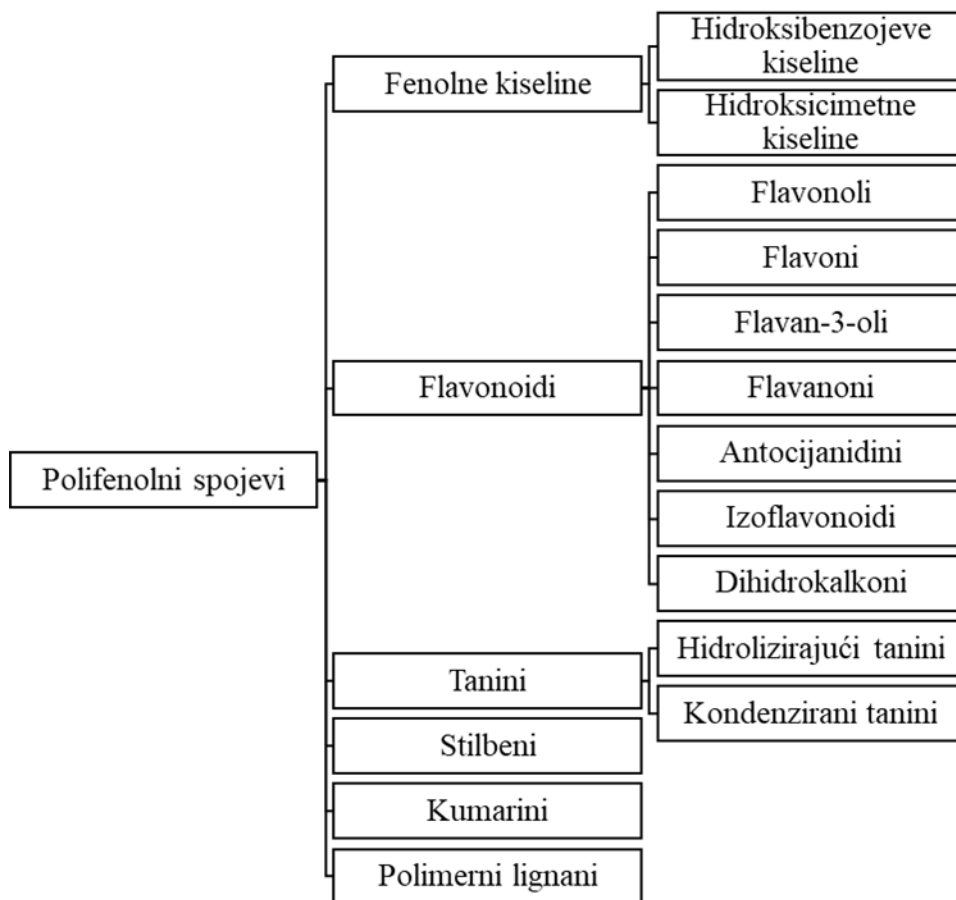 Polifenolni spojevi
Fenolne kiseline
Hidroksibenzojeve
kiseline
Hidroksicimetne
kiseline
Flavonoidi
Flavonoli
Flavoni
Flavan-3-oli
Flavanoni
Antocijanidini
Izoflavonoidi
Dihidrokalkoni
Tanini
Hidrolizirajući tanini
Kondenzirani tanini
Stilbeni
Kumarini
Polimerni lignani